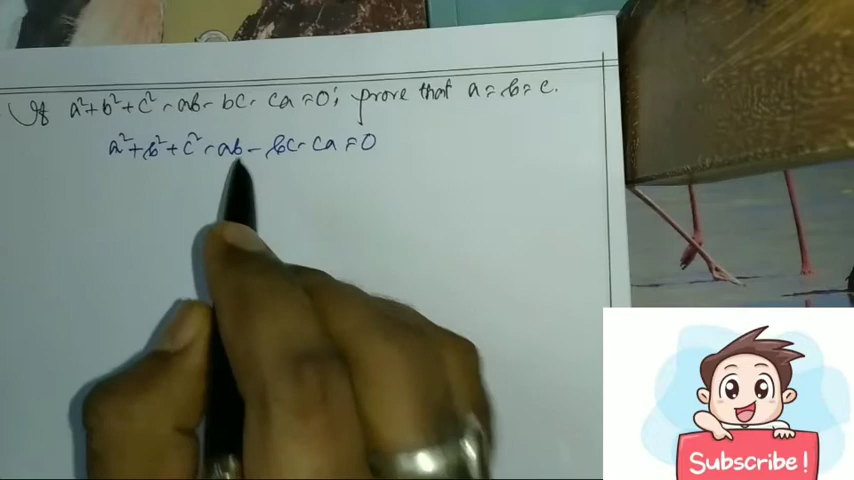 If a²+b²+c²-ab-bc-ca=0; prove that a=b=c.
a²+b²+c²-ab-bc-ca=0
Subscribe!